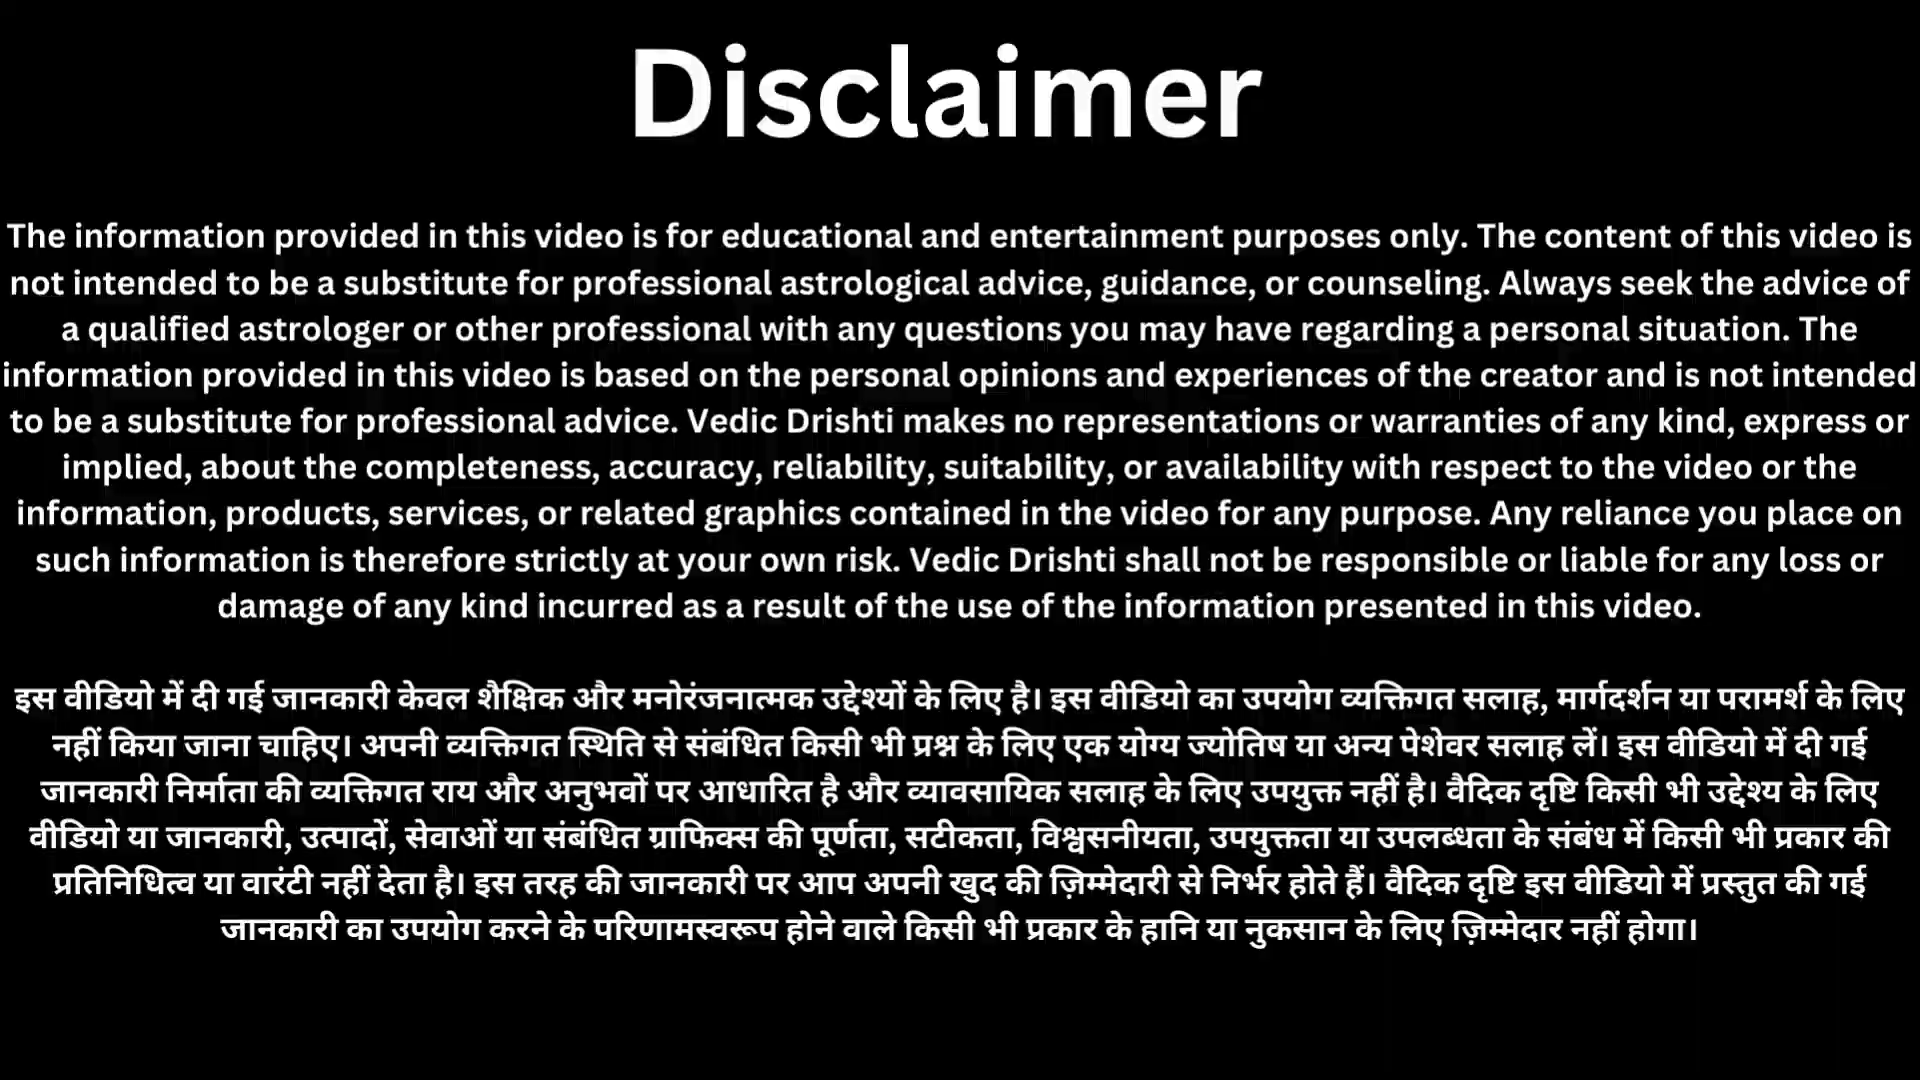 Disclaimer
The information provided in this video is for educational and entertainment purposes only. The content of this video is
not intended to be a substitute for professional astrological advice, guidance, or counseling. Always seek the advice of
a qualified astrologer or other professional with any questions you may have regarding a personal situation. The
information provided in this video is based on the personal opinions and experiences of the creator and is not intended
to be a substitute for professional advice. Vedic Drishti makes no representations or warranties of any kind, express or
implied, about the completeness, accuracy, reliability, suitability, or availability with respect to the video or the
information, products, services, or related graphics contained in the video for any purpose. Any reliance you place on
such information is therefore strictly at your own risk. Vedic Drishti shall not be responsible or liable for any loss or
damage of any kind incurred as a result of the use of the information presented in this video.
इस वीडियो में दी गई जानकारी केवल शैक्षिक और मनोरंजनात्मक उद्देश्यों के लिए है। इस वीडियो का उपयोग व्यक्तिगत सलाह, मार्गदर्शन या परामर्श के लिए
नहीं किया जाना चाहिए। अपनी व्यक्तिगत स्थिति से संबंधित किसी भी प्रश्न के लिए एक योग्य ज्योतिष या अन्य पेशेवर सलाह लें। इस वीडियो में दी गई
जानकारी निर्माता की व्यक्तिगत राय और अनुभवों पर आधारित है और व्यावसायिक सलाह के लिए उपयुक्त नहीं है। वैदिक दृष्टि किसी भी उद्देश्य के लिए
वीडियो या जानकारी, उत्पादों, सेवाओं या संबंधित ग्राफिक्स की पूर्णता, सटीकता, विश्वसनीयता, उपयुक्तता या उपलब्धता के संबंध में किसी भी प्रकार की
प्रतिनिधित्व या वारंटी नहीं देता है। इस तरह की जानकारी पर आप अपनी खुद की ज़िम्मेदारी से निर्भर होते हैं। वैदिक दृष्टि इस वीडियो में प्रस्तुत की गई
जानकारी का उपयोग करने के परिणामस्वरूप होने वाले किसी भी प्रकार के हानि या नुकसान के लिए ज़िम्मेदार नहीं होगा।